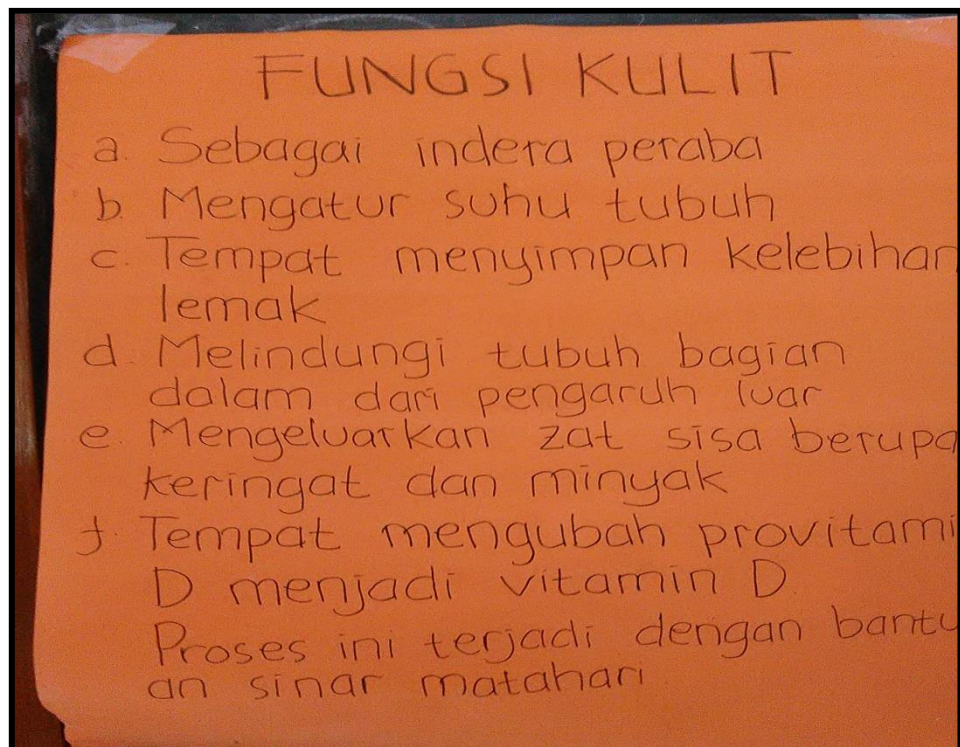 FUNGSI KULIT
a. Sebagai indera peraba
b. Mengatur suhu tubuh
c. Tempat menyimpan kelebihan
lemak
d. Melindungi tubuh bagian
dalam dari pengaruh luar
e. Mengeluarkan zat sisa berupa
keringat dan minyak
f. Tempat mengubah provitami
D menjadi vitamin D.
Proses ini terjadi dengan bantu
an sinar matahari